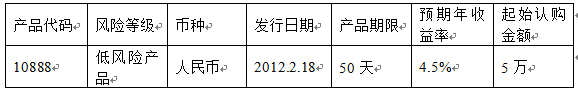 产品代码 风险等级 币种 发行日期 产品期限 预期年收益率 起始认购金额
10888 低风险产品 人民币 2012.2.18 50 天 4.5% 5 万